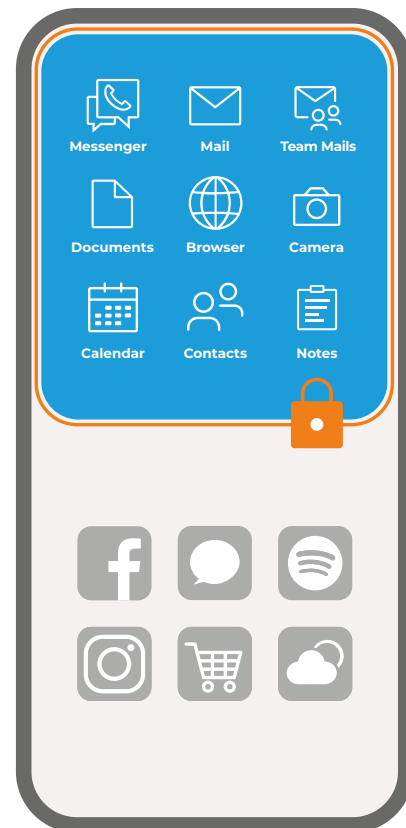 Messenger Mail Team Mails
Documents Browser Camera
Calendar Contacts Notes